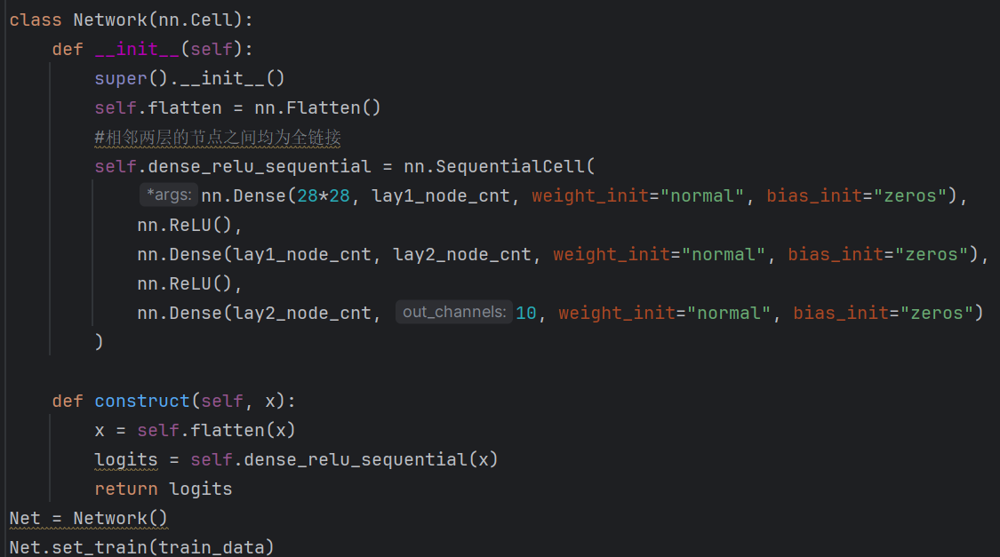 class Network(nn.Cell):
    def __init__(self):
        super().__init__()
        self.flatten = nn.Flatten()
        #相邻两层的节点之间均为全链接
        self.dense_relu_sequential = nn.SequentialCell(
            *args: nn.Dense(28*28, lay1_node_cnt, weight_init="normal", bias_init="zeros"),
            nn.ReLU(),
            nn.Dense(lay1_node_cnt, lay2_node_cnt, weight_init="normal", bias_init="zeros"),
            nn.ReLU(),
            nn.Dense(lay2_node_cnt, out_channels: 10, weight_init="normal", bias_init="zeros")
        )
    def construct(self, x):
        x = self.flatten(x)
        logits = self.dense_relu_sequential(x)
        return logits
Net = Network()
Net.set_train(train_data)